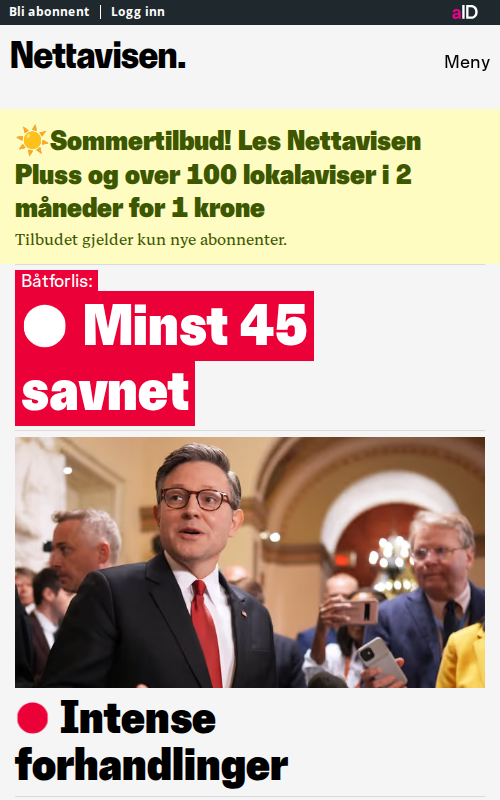 Bli abonnent
Logg inn
aID
Nettavisen.
Meny
Sommertilbud! Les Nettavisen
Pluss og over 100 lokalaviser i 2
måneder for 1 krone
Tilbudet gjelder kun nye abonnenter.
Båtforlis:
Minst 45
savnet
Intense
forhandlinger